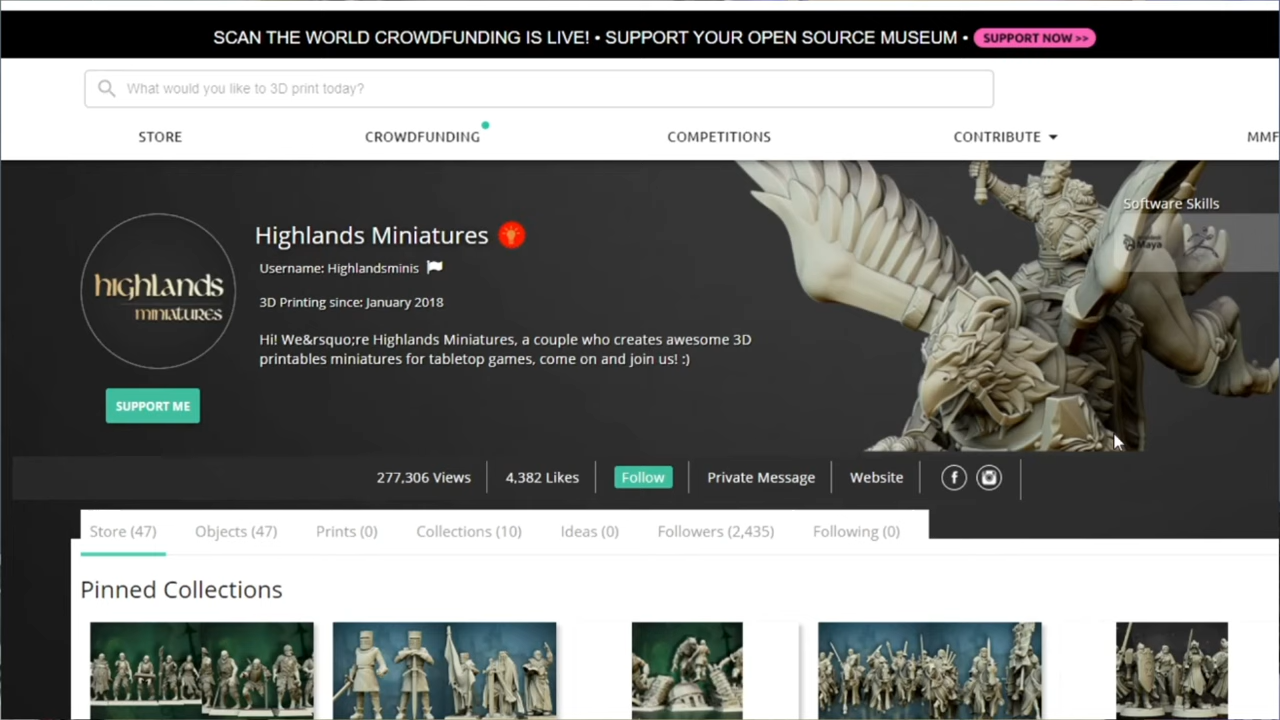 SCAN THE WORLD CROWDFUNDING IS LIVE! • SUPPORT YOUR OPEN SOURCE MUSEUM • SUPPORT NOW >>
What would you like to 3D print today?
STORE CROWDFUNDING COMPETITIONS CONTRIBUTE MMF
Software Skills
Maya
highlands
miniatures
Highlands Miniatures
Username: Highlandsminis
3D Printing since: January 2018
Hi! We&rsquo;re Highlands Miniatures, a couple who creates awesome 3D
printables miniatures for tabletop games, come on and join us! :)
SUPPORT ME
277,306 Views 4,382 Likes Follow Private Message Website
Store (47) Objects (47) Prints (0) Collections (10) Ideas (0) Followers (2,435) Following (0)
Pinned Collections